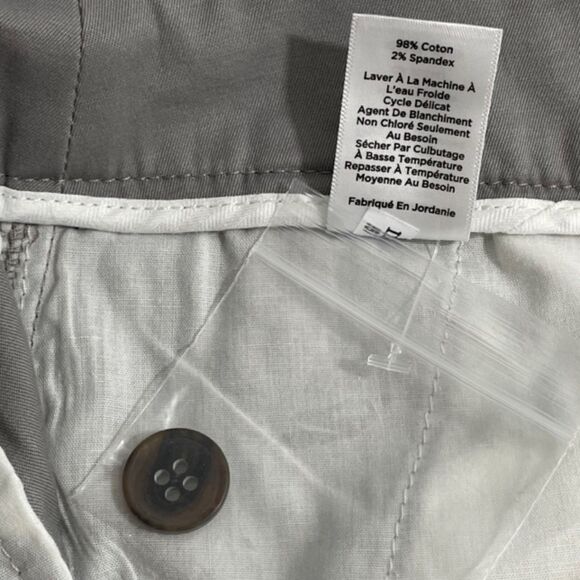 98% Coton
2% Spandex
Laver À La Machine À
L'eau Froide
Cycle Délicat
Agent De Blanchiment
Non Chloré Seulement
Au Besoin
Sécher Par Culbutage
À Basse Température
Repasser À Température
Moyenne Au Besoin
Fabriqué En Jordanie